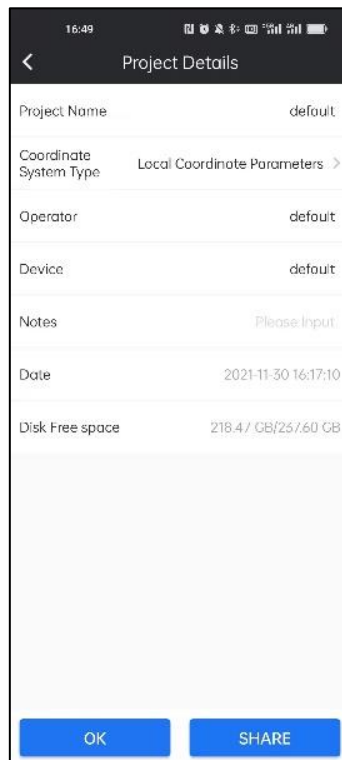 16:49
Project Details
Project Name default
Coordinate
System Type Local Coordinate Parameters >
Operator default
Device default
Notes Please Input
Date 2021-11-30 16:17:10
Disk Free space 218.47 GB/237.60 GB
OK SHARE